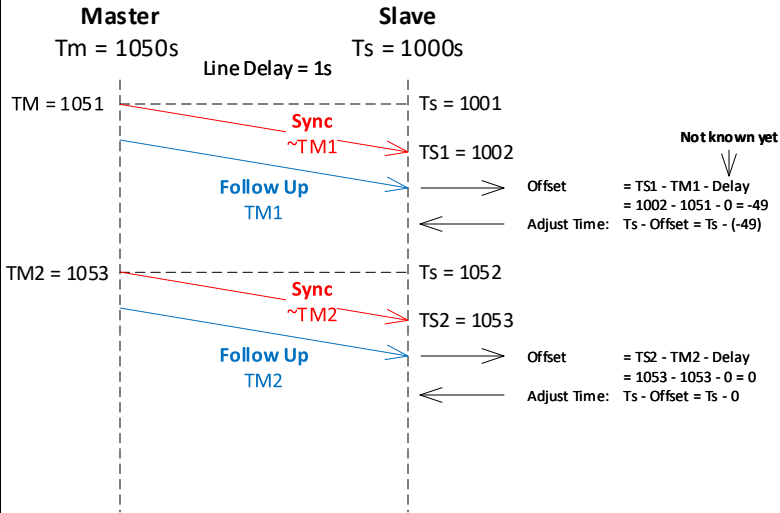 Master Slave
Tm = 1050s Ts = 1000s
Line Delay = 1s
TM = 1051 Ts = 1001
Not known yet
Sync
~TM1
TS1 = 1002
Follow Up
TM1
Offset = TS1 - TM1 - Delay
= 1002 - 1051 - 0 = -49
Adjust Time: Ts - Offset = Ts - (-49)
TM2 = 1053 Ts = 1052
Sync
~TM2
TS2 = 1053
Follow Up
TM2
Offset = TS2 - TM2 - Delay
= 1053 - 1053 - 0 = 0
Adjust Time: Ts - Offset = Ts - 0